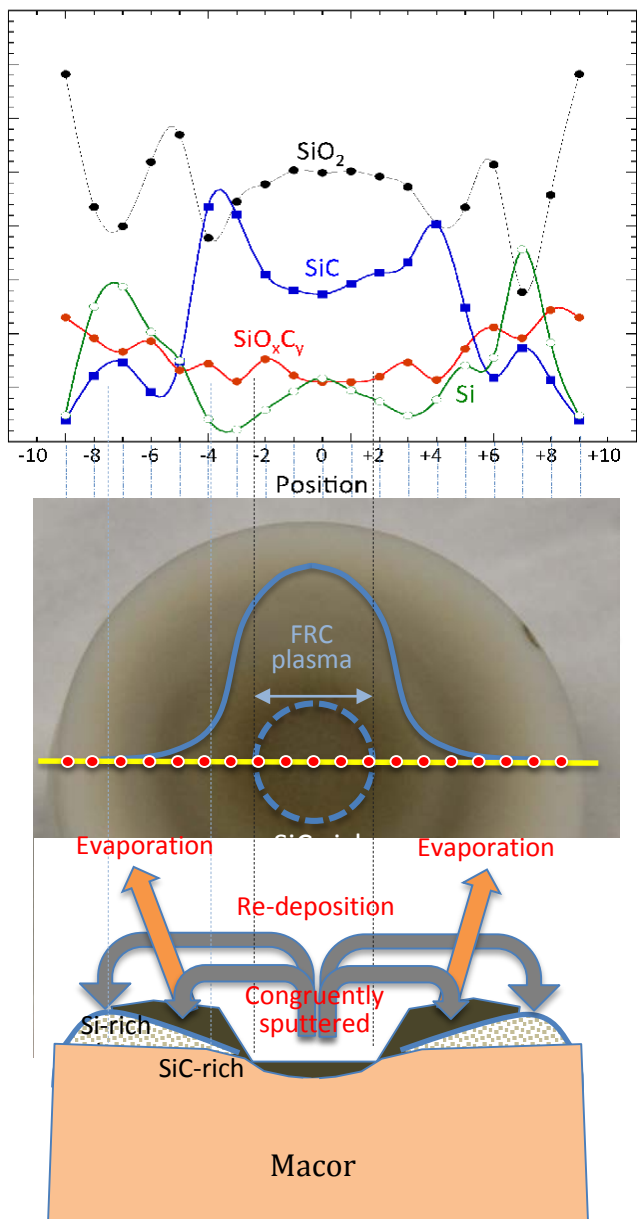 SiO₂
SiC
SiOₓCᵧ
Si
-10 -8 -6 -4 -2 0 +2 +4 +6 +8 +10
Position
FRC
plasma
Evaporation Evaporation
Re-deposition
Congruently
sputtered
Si-rich
SiC-rich
Macor